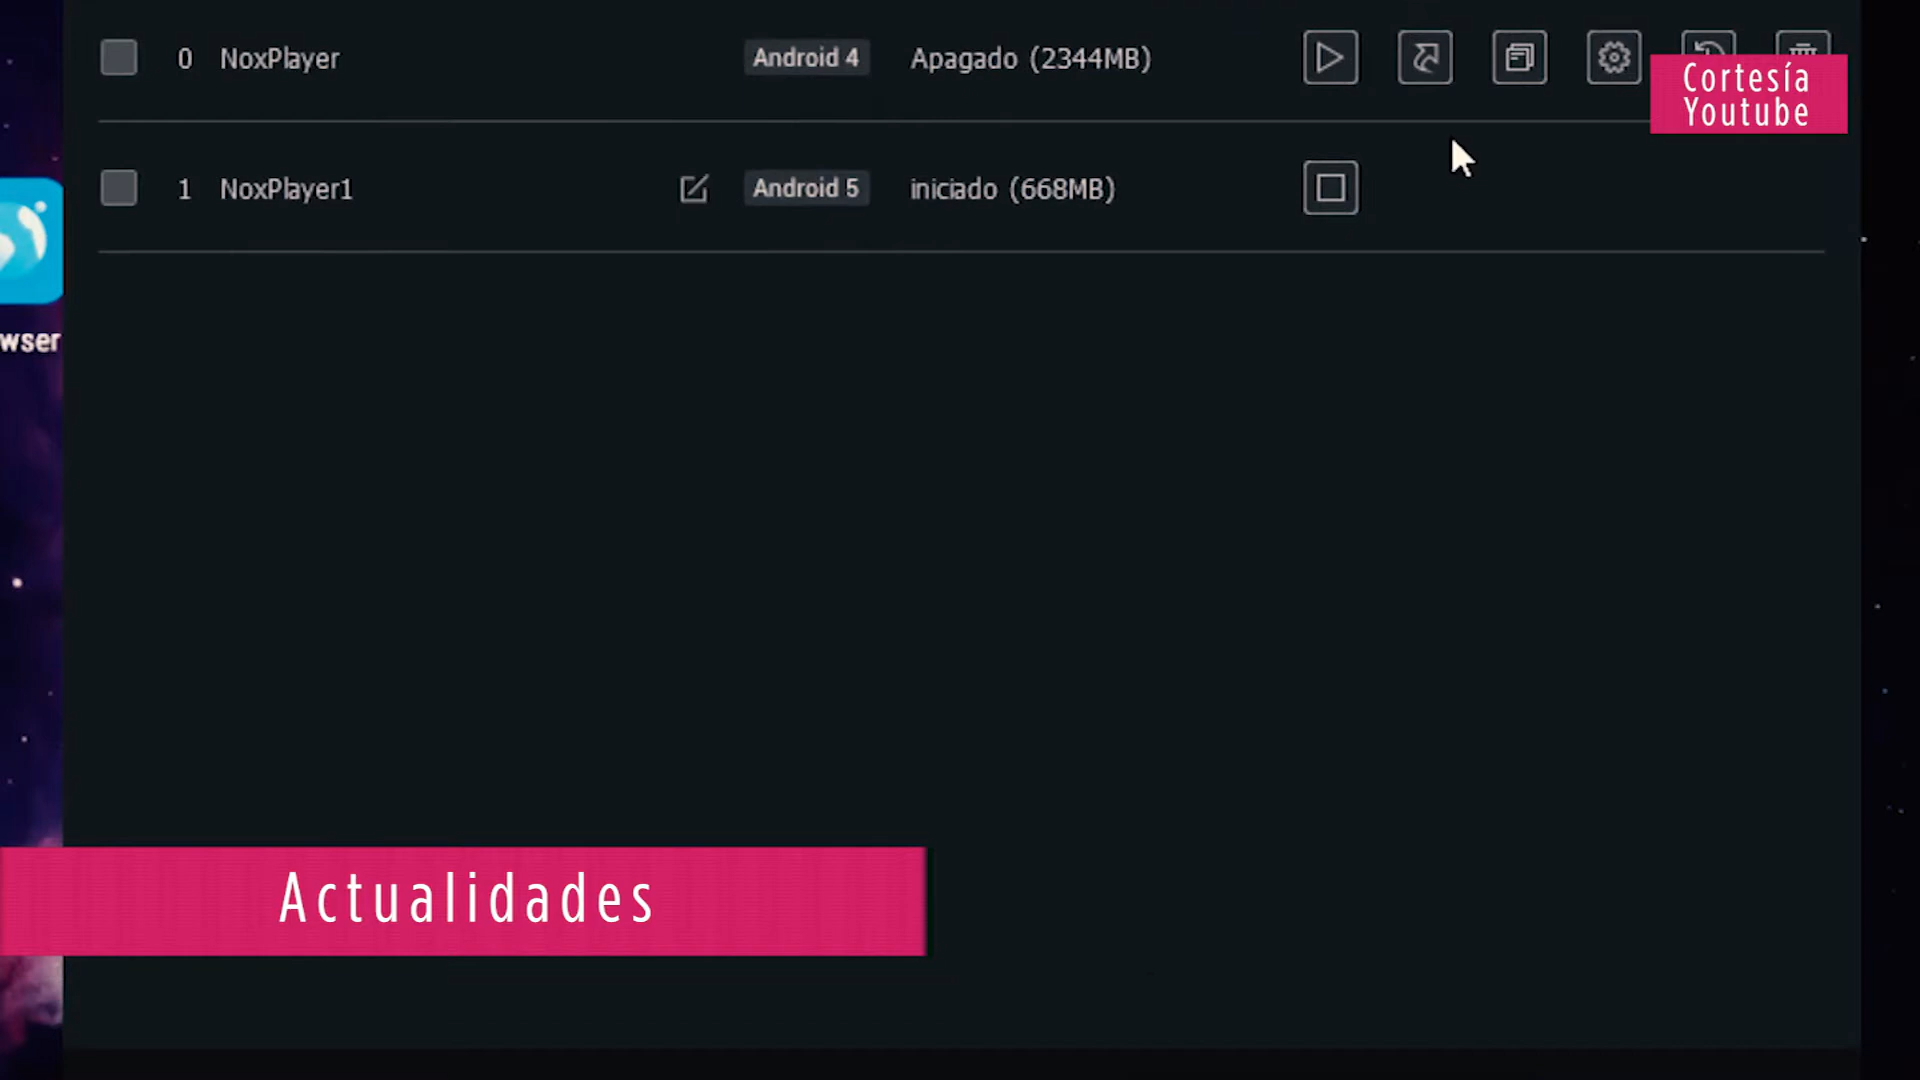 0 NoxPlayer Android 4 Apagado (2344MB)
Cortesía
Youtube
1 NoxPlayer1 Android 5 iniciado (668MB)
wser
Actualidades